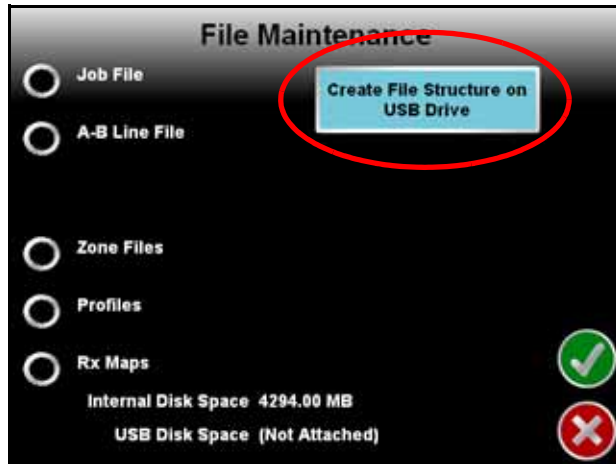 File Maintenance
Job File
Create File Structure on
USB Drive
A-B Line File
Zone Files
Profiles
Rx Maps
Internal Disk Space 4294.00 MB
USB Disk Space (Not Attached)